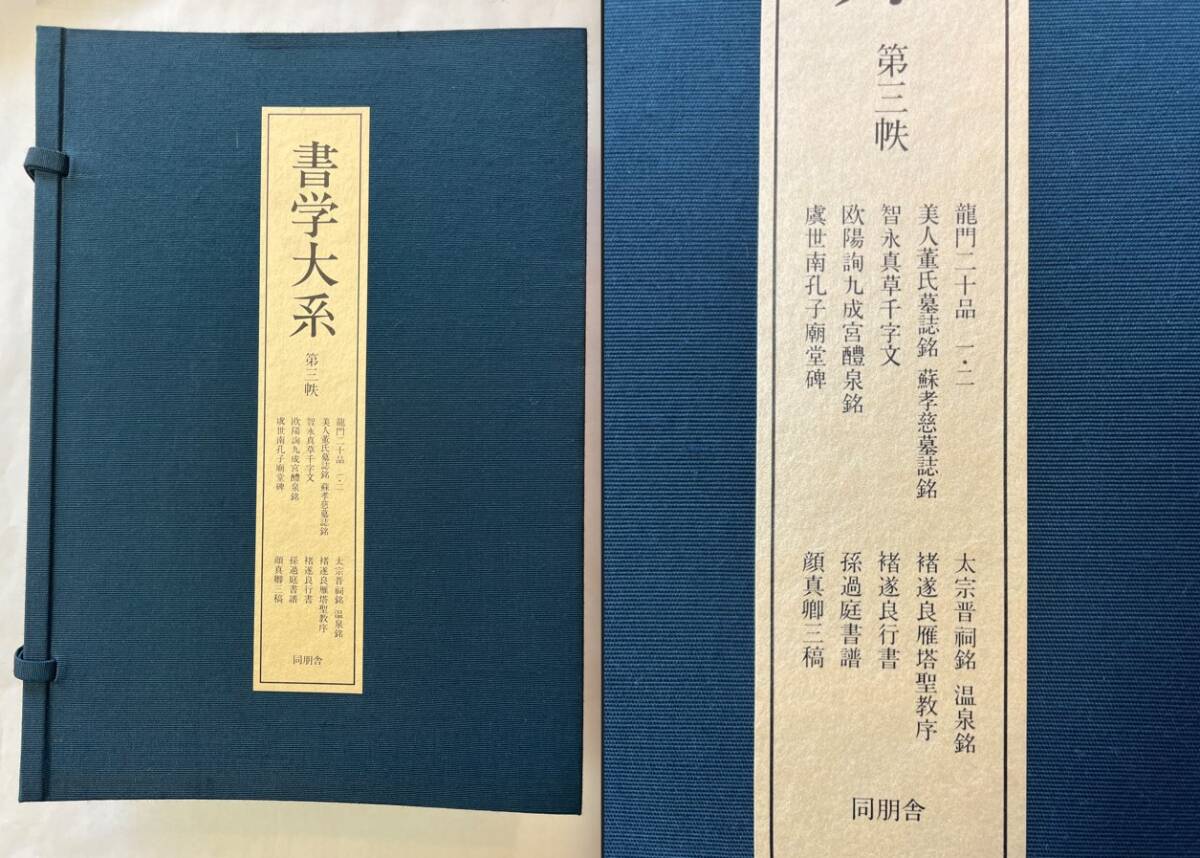 書学大系
第三帙
龍門二十品 一・二
美人董氏墓誌銘 蘇孝慈墓誌銘
智永真草千字文
欧陽詢九成宮醴泉銘
虞世南孔子廟堂碑
太宗晋祠銘 温泉銘
褚遂良雁塔聖教序
褚遂良行書
孫過庭書譜
顔真卿三稿
同朋舎
第三帙
龍門二十品 一・二
美人董氏墓誌銘 蘇孝慈墓誌銘
智永真草千字文
欧陽詢九成宮醴泉銘
虞世南孔子廟堂碑
太宗晋祠銘 温泉銘
褚遂良雁塔聖教序
褚遂良行書
孫過庭書譜
顔真卿三稿
同朋舎